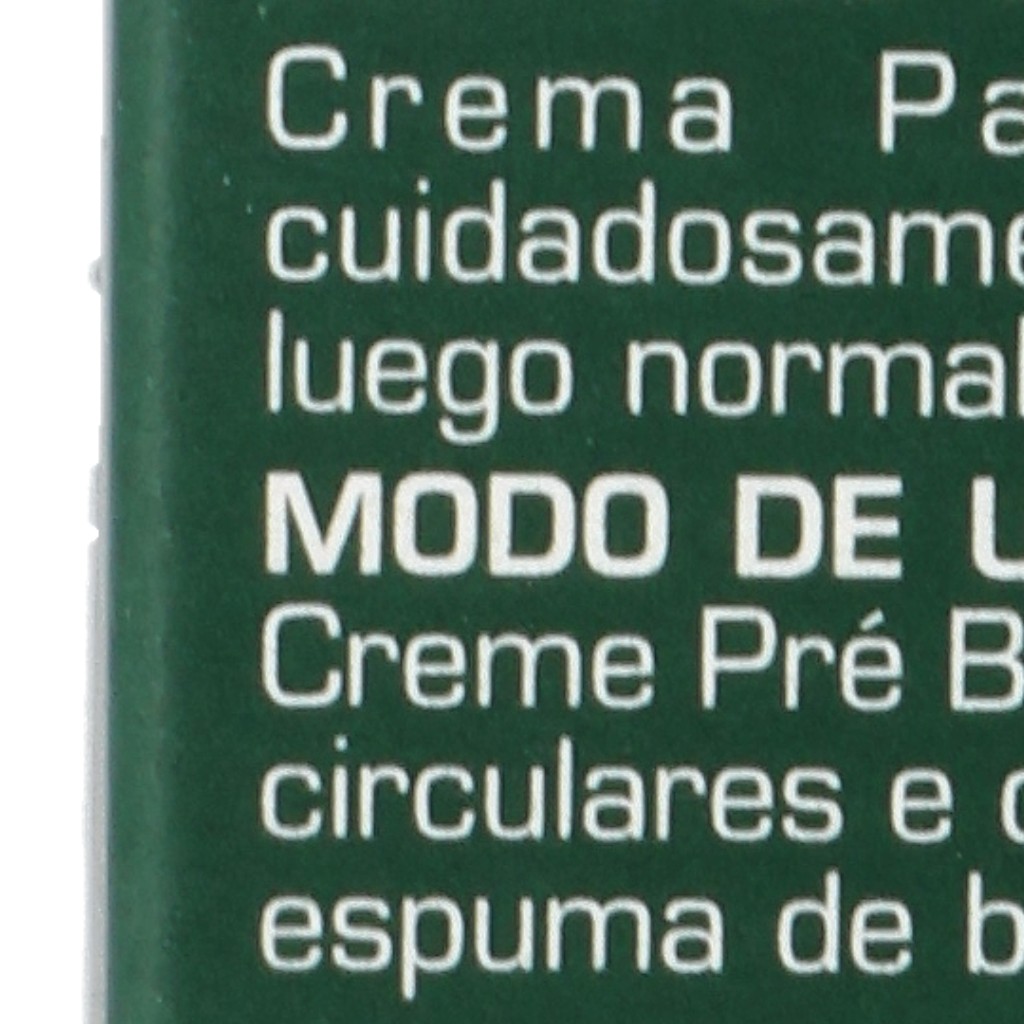 Crema Pa
cuidadosame
luego normal
MODO DE U
Creme Pré B
circulares e
espuma de b